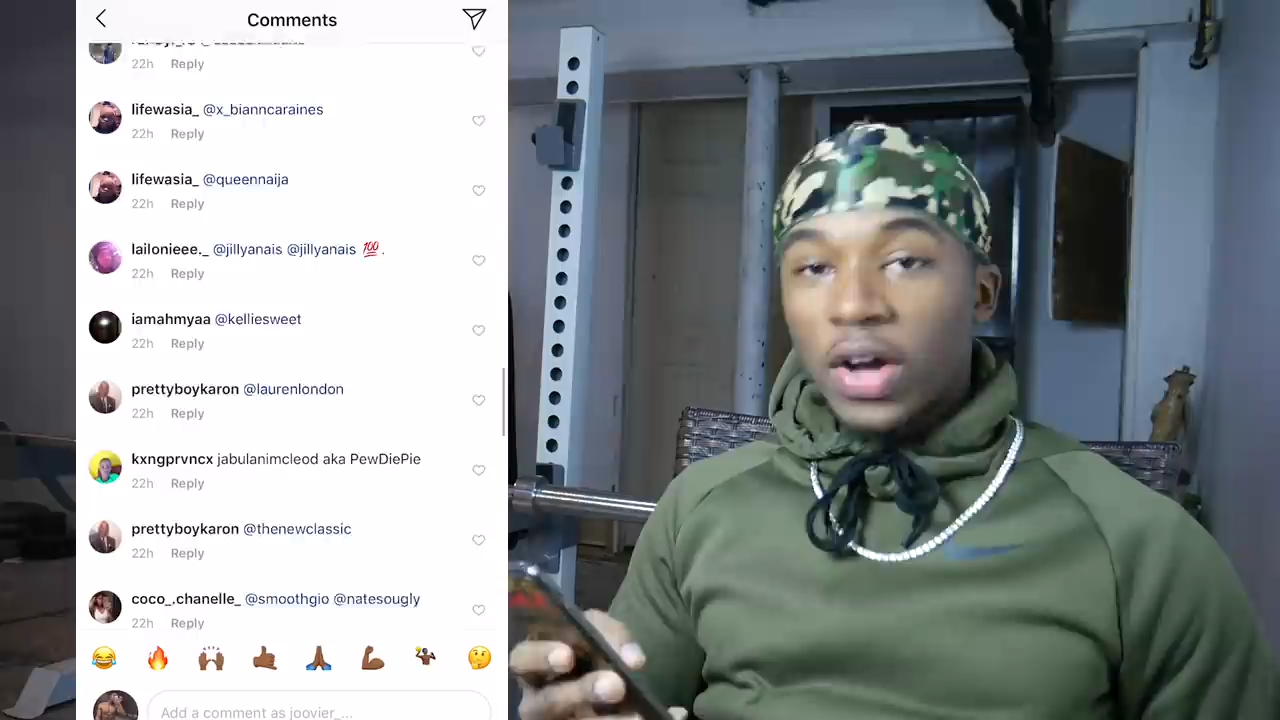 Comments
22h Reply
lifewasia_ @x_bianncaraines
22h Reply
lifewasia_ @queennaija
22h Reply
lailonieee._ @jillyanais @jillyanais 💯 .
22h Reply
iamahmyaa @kelliesweet
22h Reply
prettyboykaron @laurenlondon
22h Reply
kxngprvncx jabulanimcleod aka PewDiePie
22h Reply
prettyboykaron @thenewclassic
22h Reply
coco_.chanelle_ @smoothgio @natesougly
22h Reply
Add a comment as joovier_...